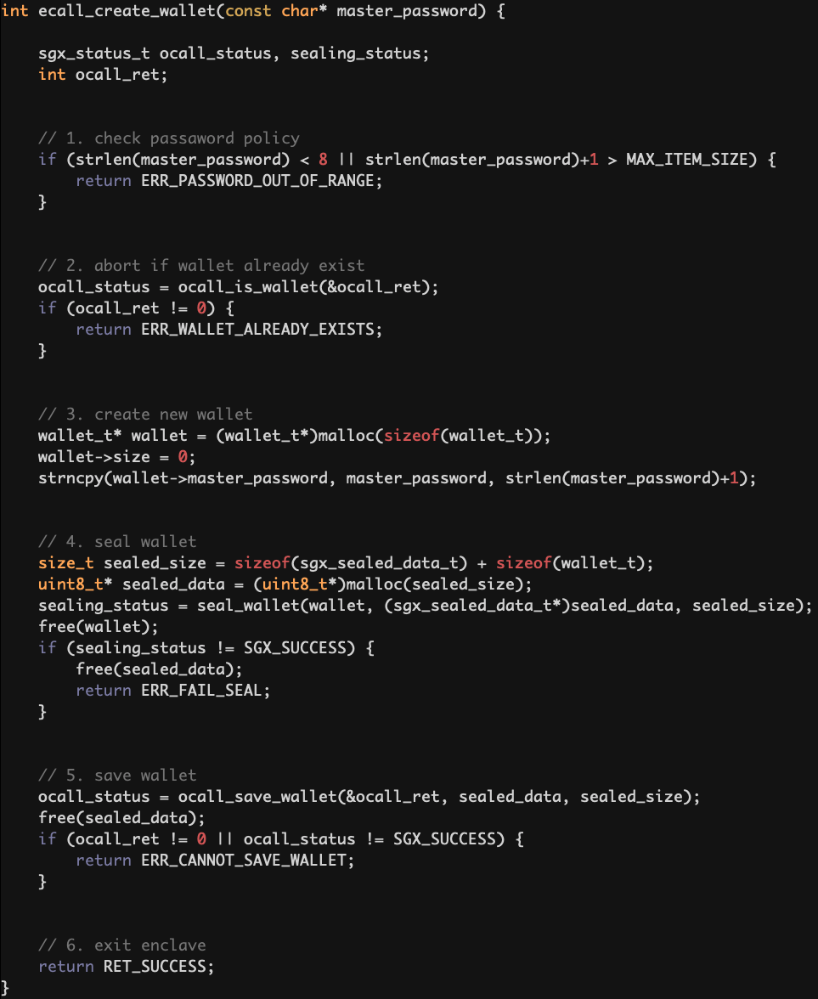 int ecall_create_wallet(const char* master_password) {
sgx_status_t ocall_status, sealing_status;
int ocall_ret;
// 1. check passaword policy
if (strlen(master_password) < 8 || strlen(master_password)+1 > MAX_ITEM_SIZE) {
return ERR_PASSWORD_OUT_OF_RANGE;
}
// 2. abort if wallet already exist
ocall_status = ocall_is_wallet(&ocall_ret);
if (ocall_ret != 0) {
return ERR_WALLET_ALREADY_EXISTS;
}
// 3. create new wallet
wallet_t* wallet = (wallet_t*)malloc(sizeof(wallet_t));
wallet->size = 0;
strncpy(wallet->master_password, master_password, strlen(master_password)+1);
// 4. seal wallet
size_t sealed_size = sizeof(sgx_sealed_data_t) + sizeof(wallet_t);
uint8_t* sealed_data = (uint8_t*)malloc(sealed_size);
sealing_status = seal_wallet(wallet, (sgx_sealed_data_t*)sealed_data, sealed_size);
free(wallet);
if (sealing_status != SGX_SUCCESS) {
free(sealed_data);
return ERR_FAIL_SEAL;
}
// 5. save wallet
ocall_status = ocall_save_wallet(&ocall_ret, sealed_data, sealed_size);
free(sealed_data);
if (ocall_ret != 0 || ocall_status != SGX_SUCCESS) {
return ERR_CANNOT_SAVE_WALLET;
}
// 6. exit enclave
return RET_SUCCESS;
}